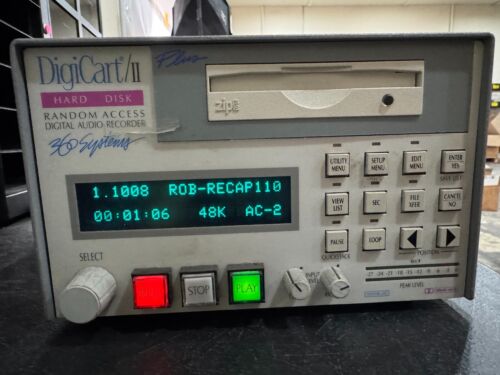 DigiCart/II Plus
HARD DISK
RANDOM ACCESS
DIGITAL AUDIO RECORDER
360 Systems
zip
1.1008 ROB-RECAP110
00:01:06 48K AC-2
UTILITY MENU
SETUP MENU
EDIT MENU
ENTER YES
VIEW LIST
SEC
FILE XFER
CANCEL NO
PAUSE
LOOP
POSITION
SELECT
STOP
PLAY
INPUT
PEAK LEVEL